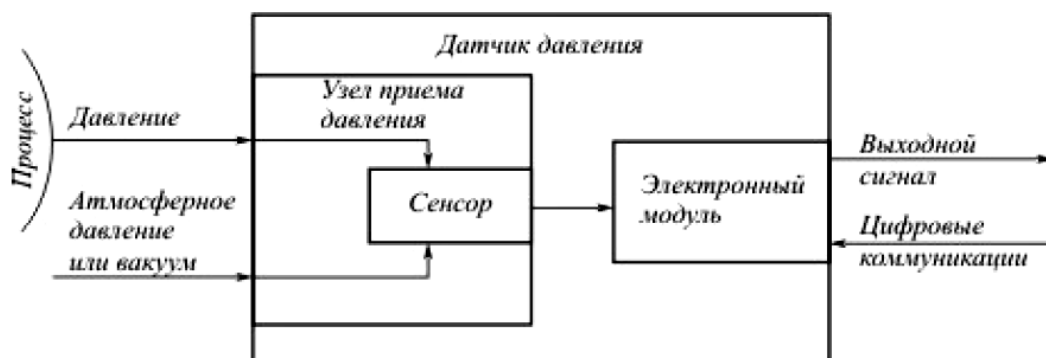 Датчик давления
Процесс
Давление
Узел приема
давления
Атмосферное
давление
или вакуум
Сенсор
Электронный
модуль
Выходной
сигнал
Цифровые
коммуникации